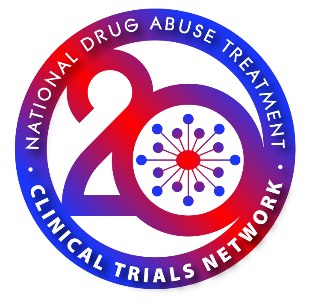 NATIONAL DRUG ABUSE TREATMENT
20
• CLINICAL TRIALS NETWORK •